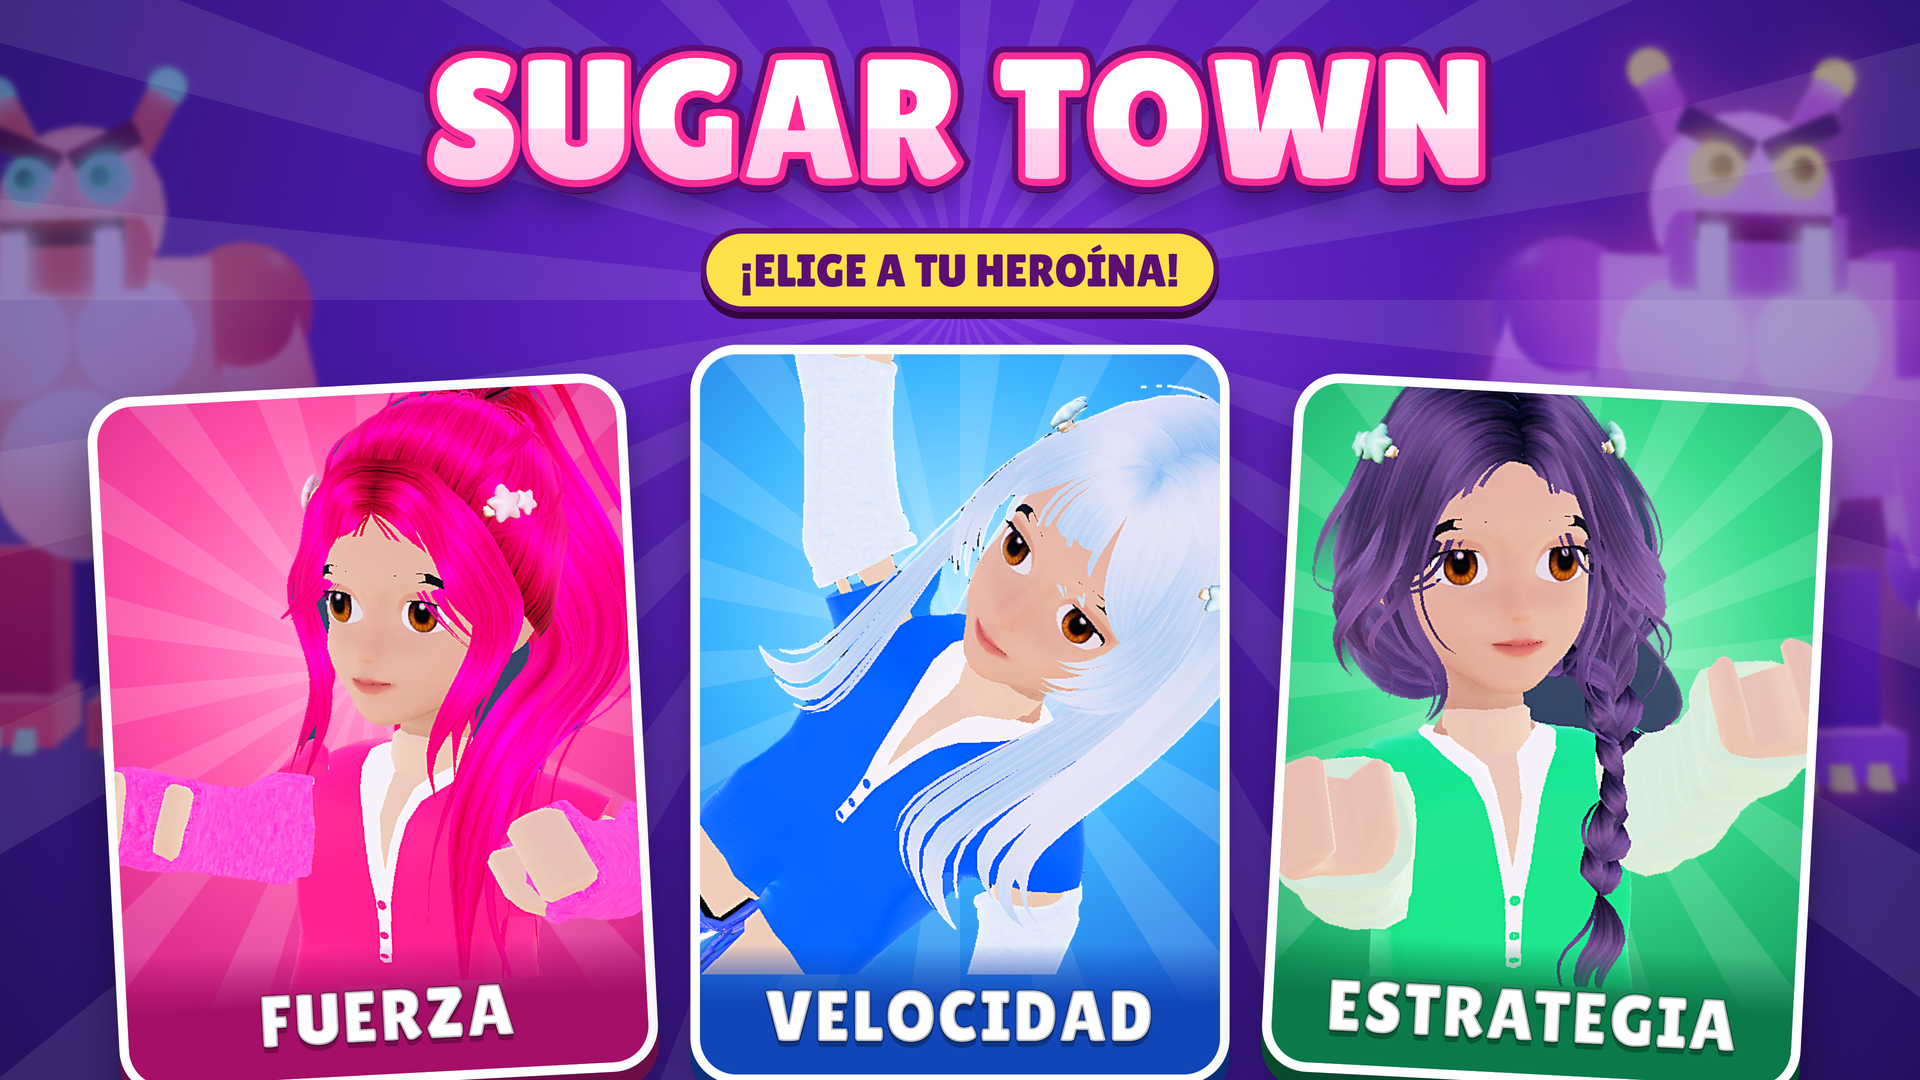 SUGAR TOWN
¡ELIGE A TU HEROÍNA!
FUERZA
VELOCIDAD
ESTRATEGIA